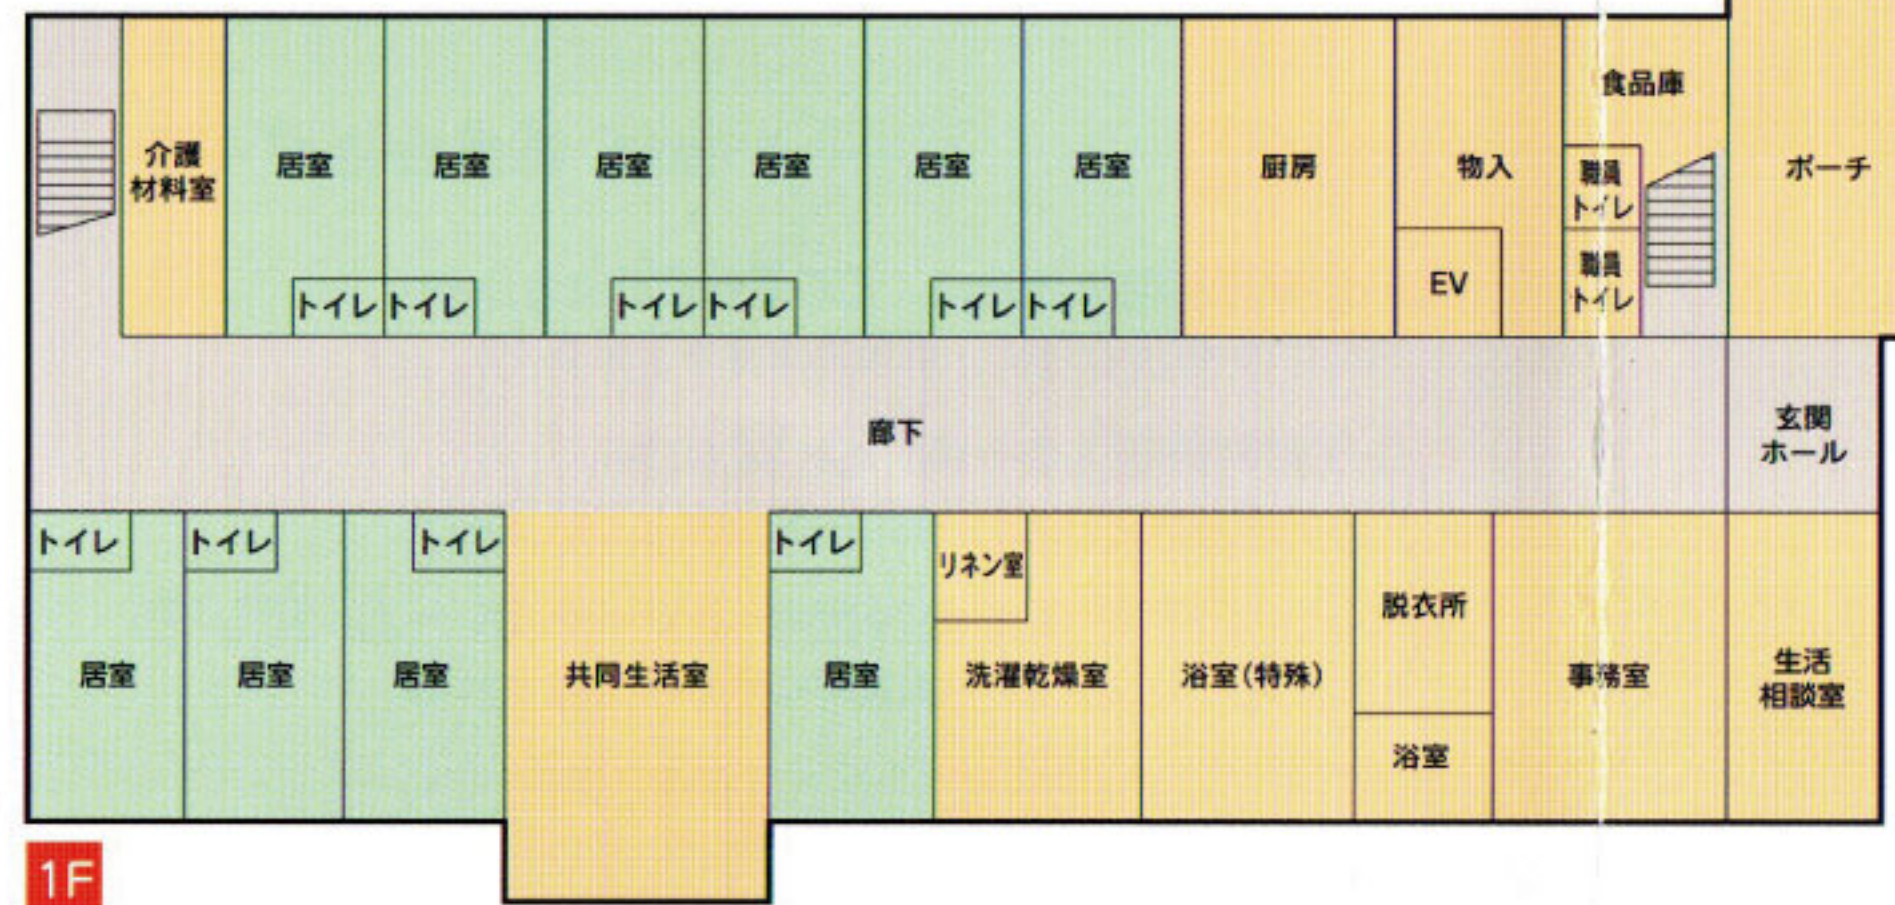 食品庫
介護
材料室
居室
居室
居室
居室
居室
居室
厨房
物入
職員
トイレ
ポーチ
EV
職員
トイレ
トイレ
トイレ
トイレ
トイレ
トイレ
トイレ
廊下
玄関
ホール
トイレ
トイレ
トイレ
トイレ
リネン室
脱衣所
居室
居室
居室
共同生活室
居室
洗濯乾燥室
浴室(特殊)
事務室
生活
相談室
浴室
1F